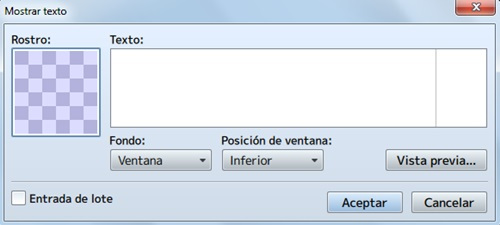 Mostrar texto
Rostro: Texto:
Fondo: Posición de ventana:
Ventana Inferior Vista previa...
Entrada de lote Aceptar Cancelar